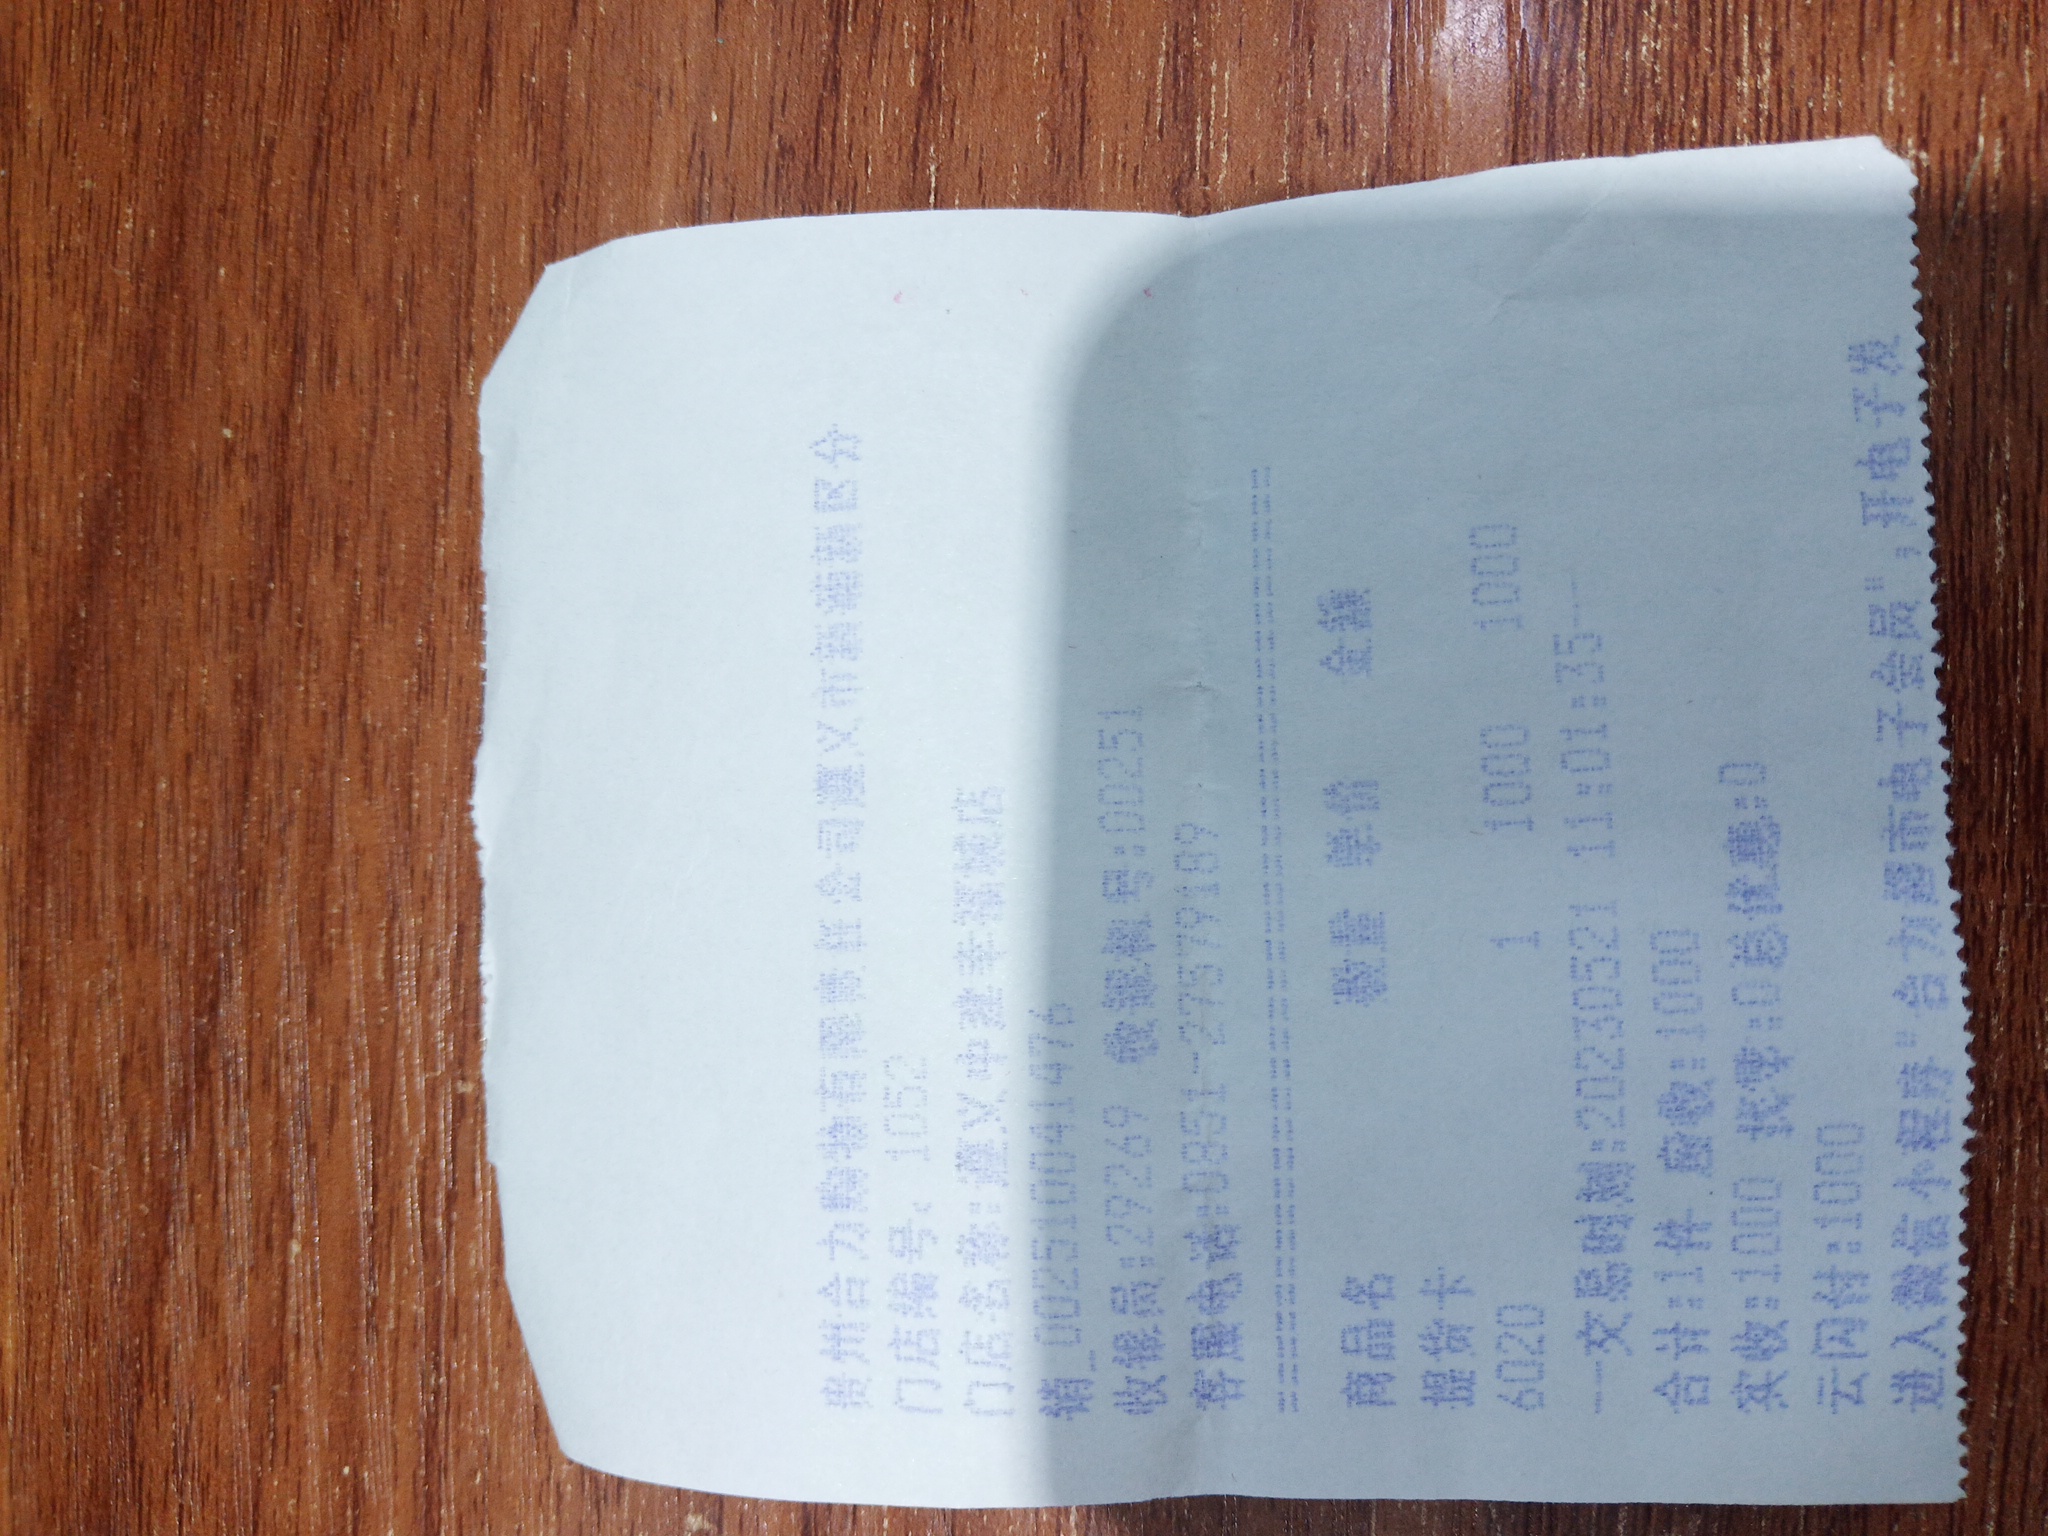 贵州合力购物有限责任公司遵义市新蒲新区分
门店编号: 1052
门店名称:遵义中建幸福城店
销_002510041476
收银员:29269 收银机号:00251
客服电话:0851-27879189
================================
商品名 数量 单价 金额
提货卡
6020 1 1000 1000
----交易时刻:20230521 11:01:35----
合计:1件 应收:1000
实收:1000 找零:0总优惠:0
云闪付:1000
进入微信小程序"合力超市电子会员",开电子发